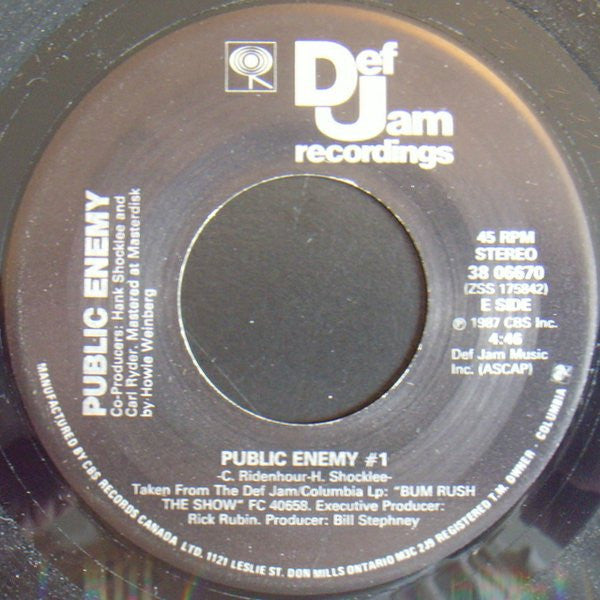 Def
Jam
recordings
PUBLIC ENEMY
Co-Producers: Hank Shocklee and
Carl Ryder. Mastered at Masterdisk
by Howie Weinberg
45 RPM
STEREO
38 06670
(ZSS 175842)
E SIDE
℗ 1987 CBS Inc.
4:46
Def Jam Music
Inc. (ASCAP)
PUBLIC ENEMY #1
-C. Ridenhour-H. Shocklee-
Taken From The Def Jam/Columbia Lp: "BUM RUSH
THE SHOW" FC 40658. Executive Producer:
Rick Rubin. Producer: Bill Stephney
MANUFACTURED BY CBS RECORDS CANADA LTD. 1121 LESLIE ST. DON MILLS ONTARIO M3C 2J9 REGISTERED T.M. OWNER. COLUMBIA